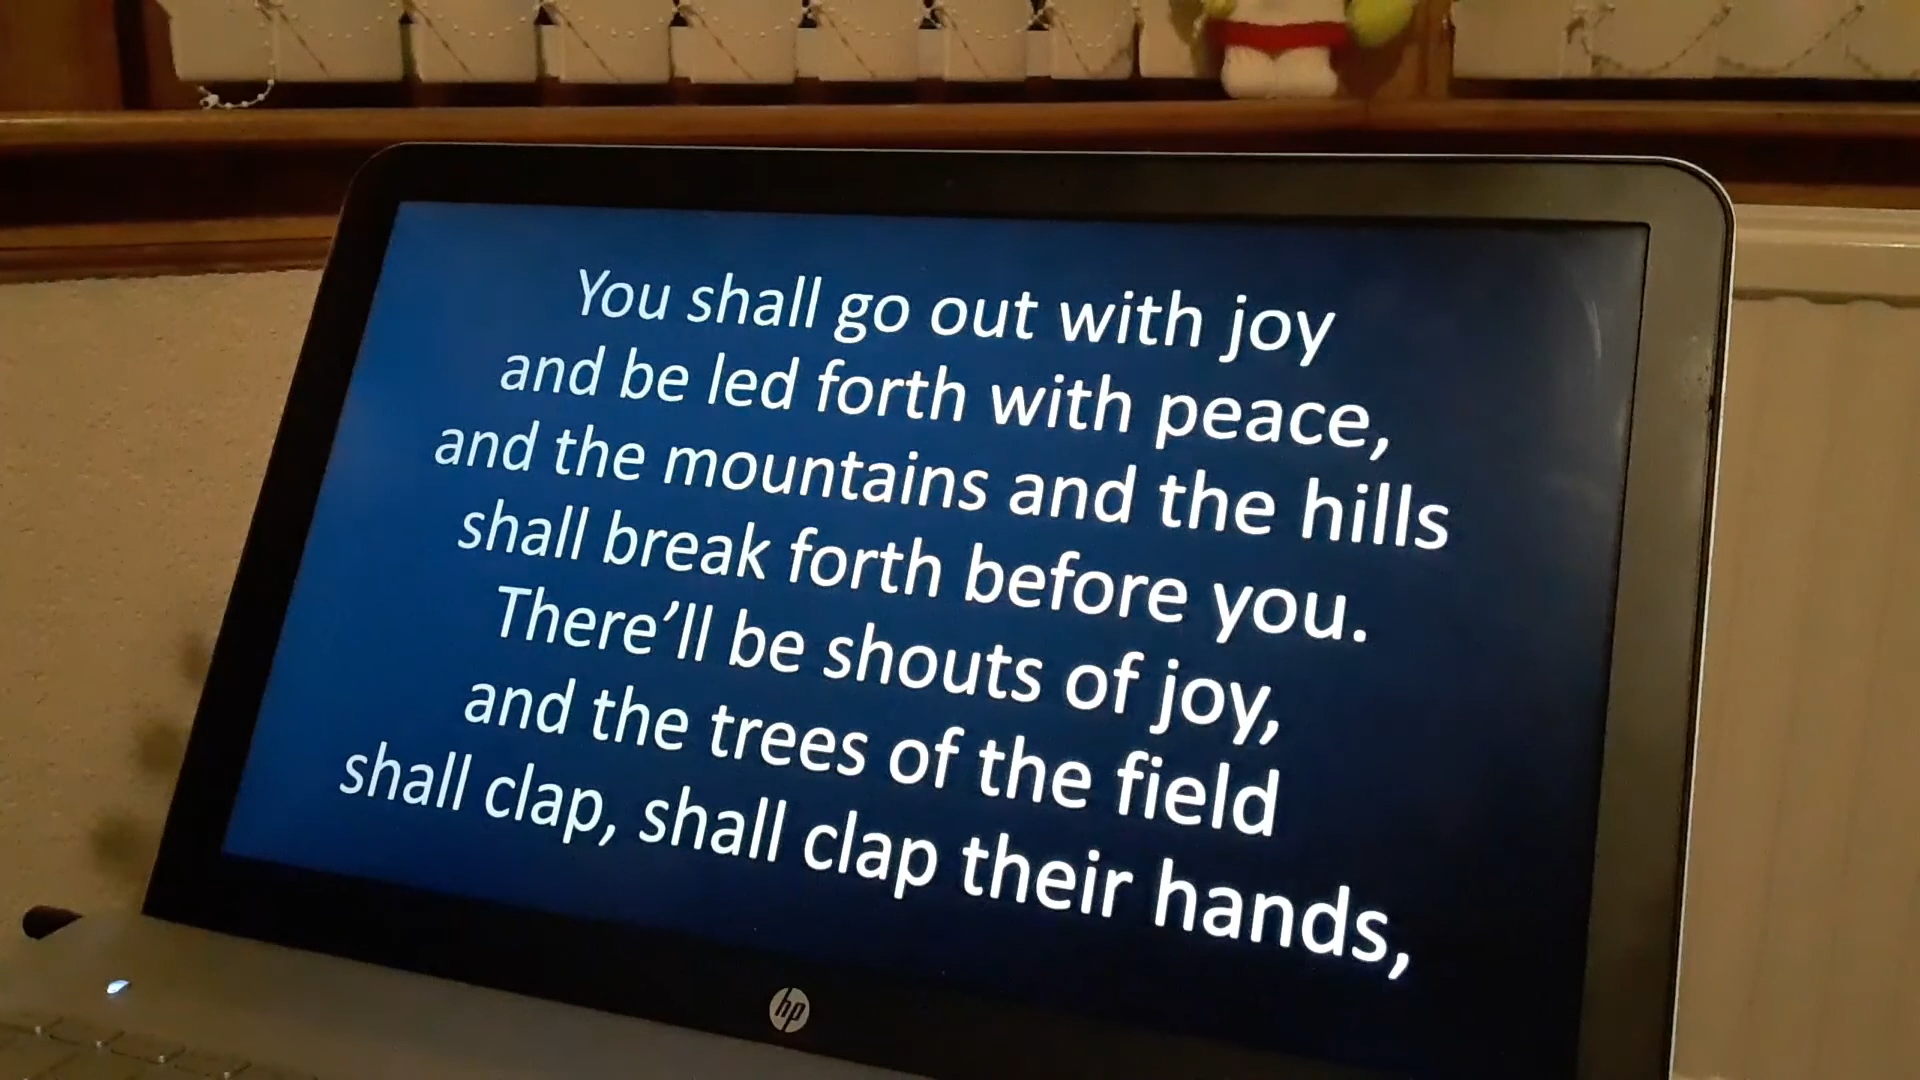 You shall go out with joy
and be led forth with peace,
and the mountains and the hills
shall break forth before you.
There’ll be shouts of joy,
and the trees of the field
shall clap, shall clap their hands,
hp